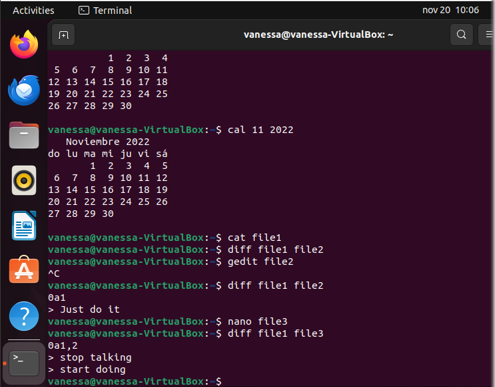 Activities
Terminal
nov 20 10:06
vanessa@vanessa-VirtualBox: ~
1 2 3 4
5 6 7 8 9 10 11
12 13 14 15 16 17 18
19 20 21 22 23 24 25
26 27 28 29 30
vanessa@vanessa-VirtualBox:~$ cal 11 2022
Noviembre 2022
do lu ma mi ju vi sá
1 2 3 4 5
6 7 8 9 10 11 12
13 14 15 16 17 18 19
20 21 22 23 24 25 26
27 28 29 30
vanessa@vanessa-VirtualBox:~$ cat file1
vanessa@vanessa-VirtualBox:~$ diff file1 file2
vanessa@vanessa-VirtualBox:~$ gedit file2
^C
vanessa@vanessa-VirtualBox:~$ diff file1 file2
0a1
> Just do it
vanessa@vanessa-VirtualBox:~$ nano file3
vanessa@vanessa-VirtualBox:~$ diff file1 file3
0a1,2
> stop talking
> start doing
vanessa@vanessa-VirtualBox:~$